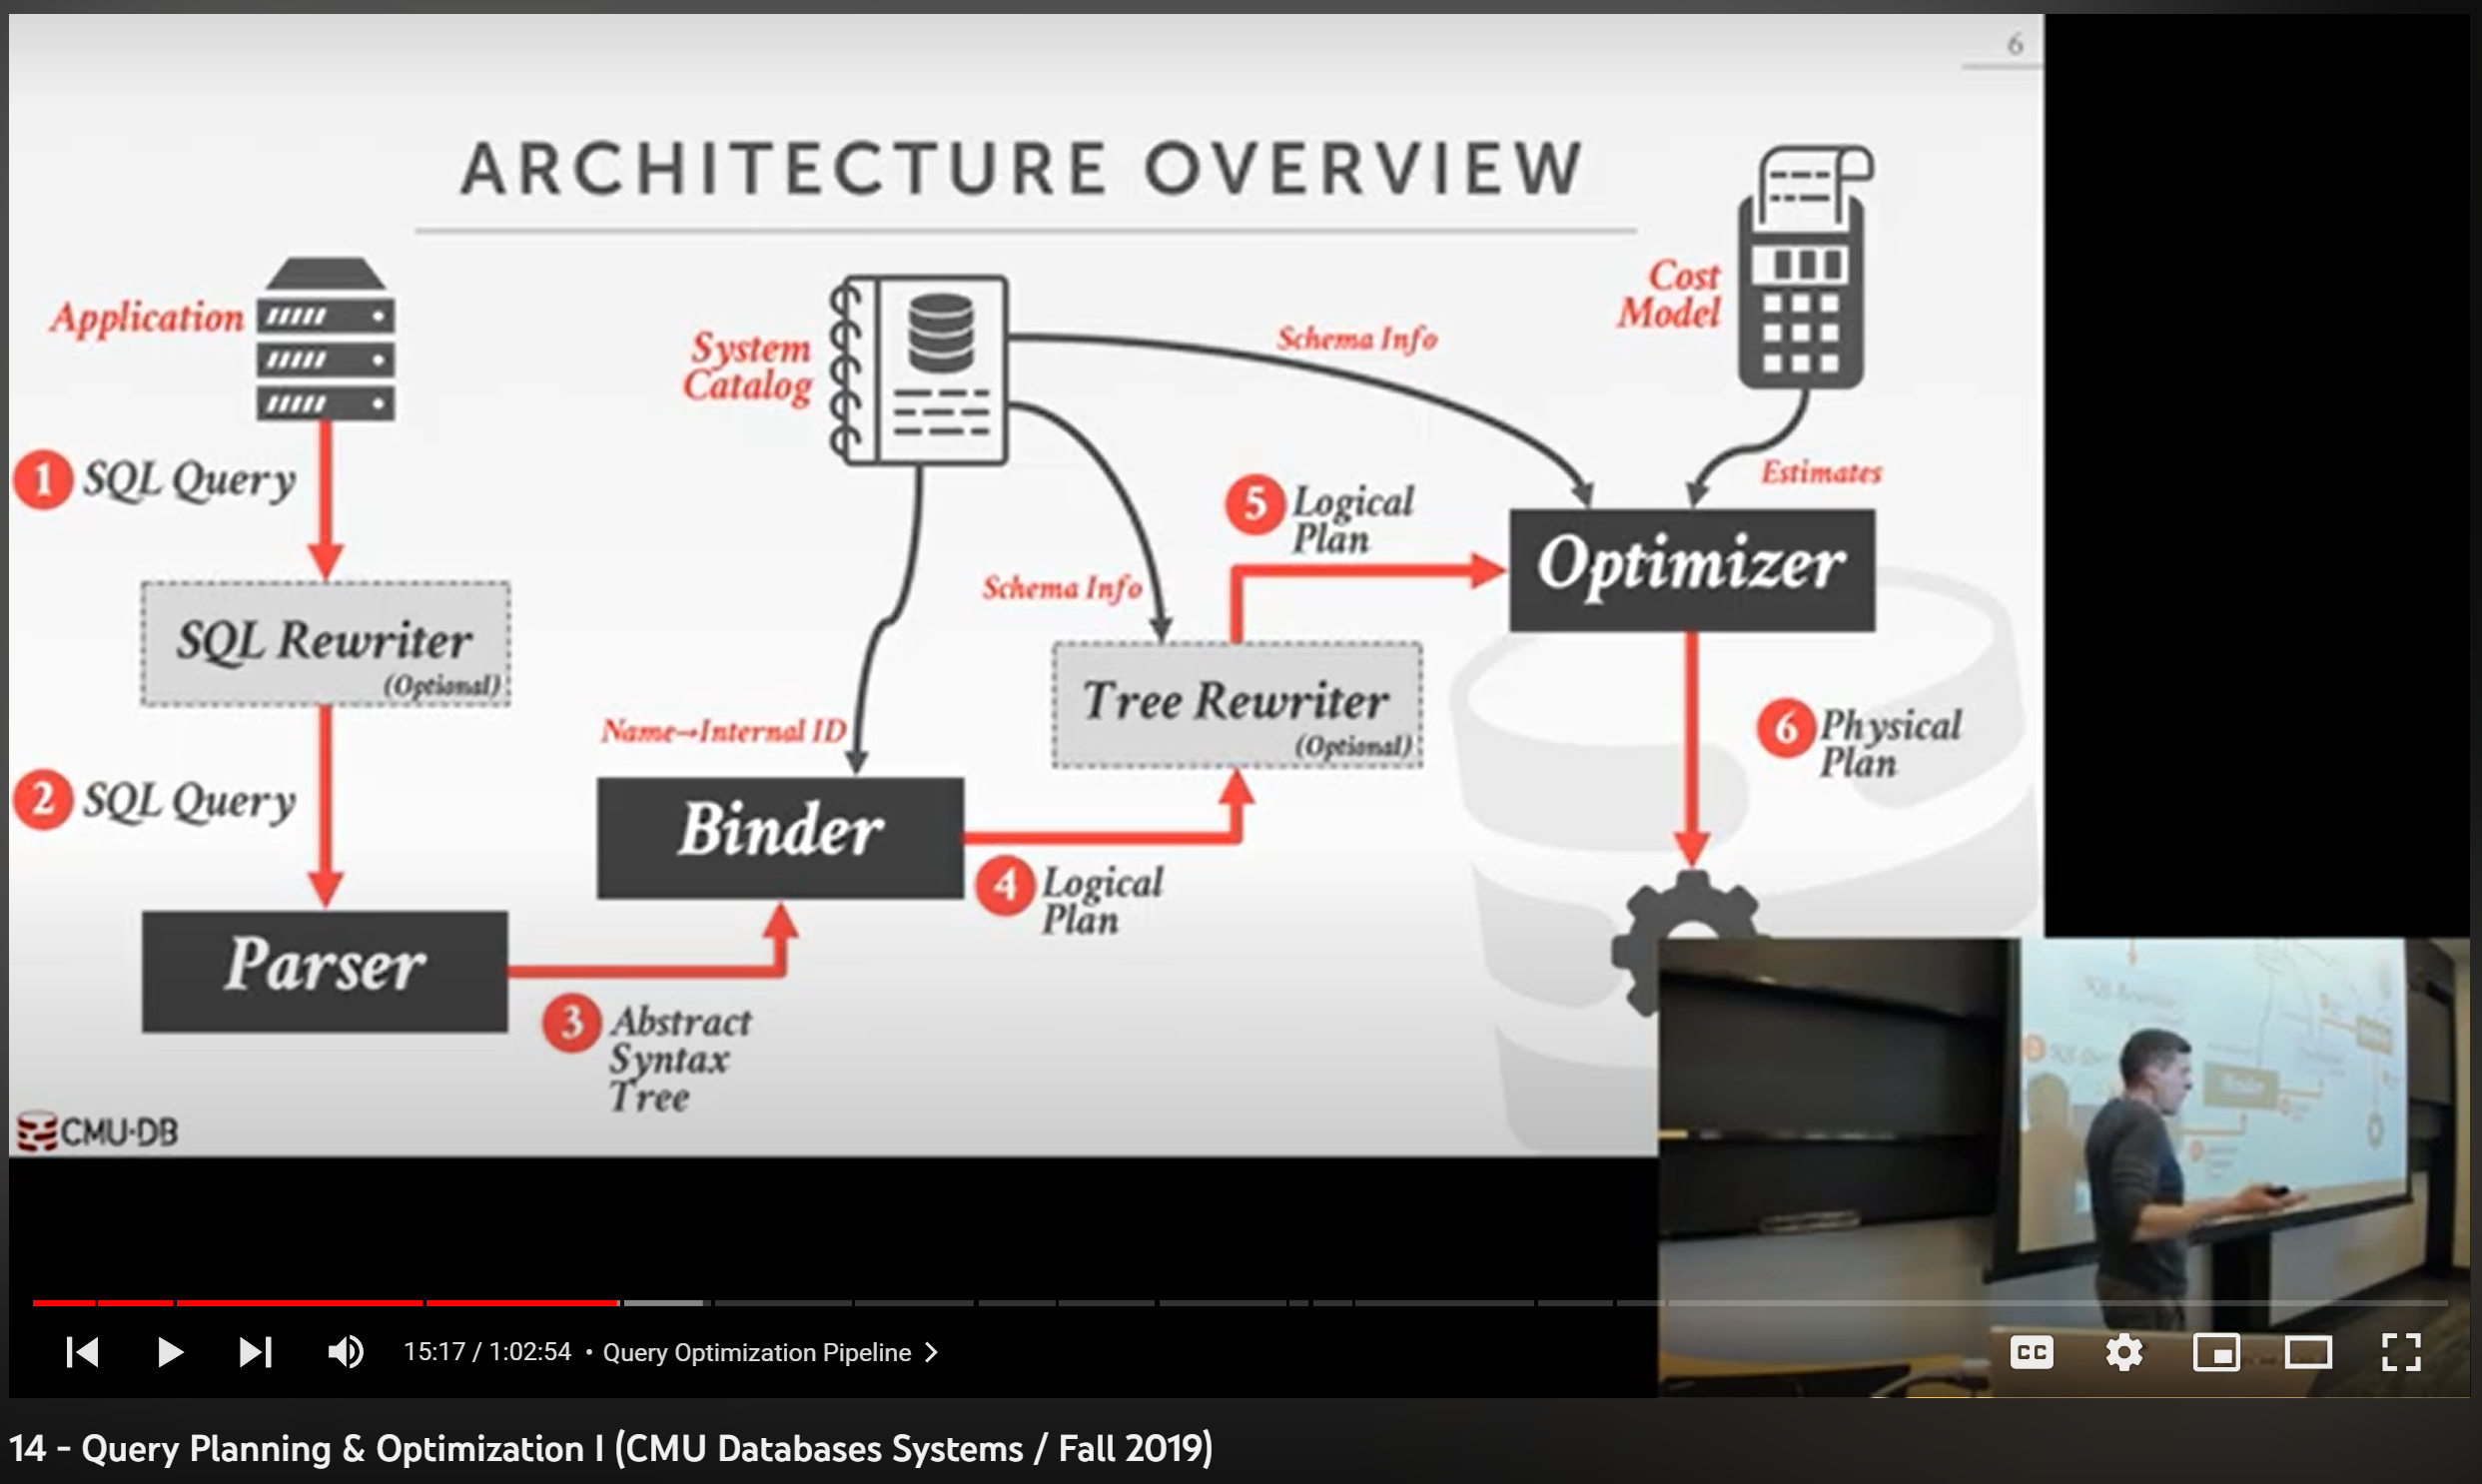 6
ARCHITECTURE OVERVIEW
Application
1 SQL Query
SQL Rewriter
(Optional)
2 SQL Query
Parser
3 Abstract
Syntax
Tree
System
Catalog
Name→Internal ID
Binder
4 Logical
Plan
Schema Info
Tree Rewriter
(Optional)
5 Logical
Plan
Schema Info
Cost
Model
Estimates
Optimizer
6 Physical
Plan
CMU·DB
SQL Rewriter
Binder
15:17 / 1:02:54 • Query Optimization Pipeline
CC
14 - Query Planning & Optimization I (CMU Databases Systems / Fall 2019)